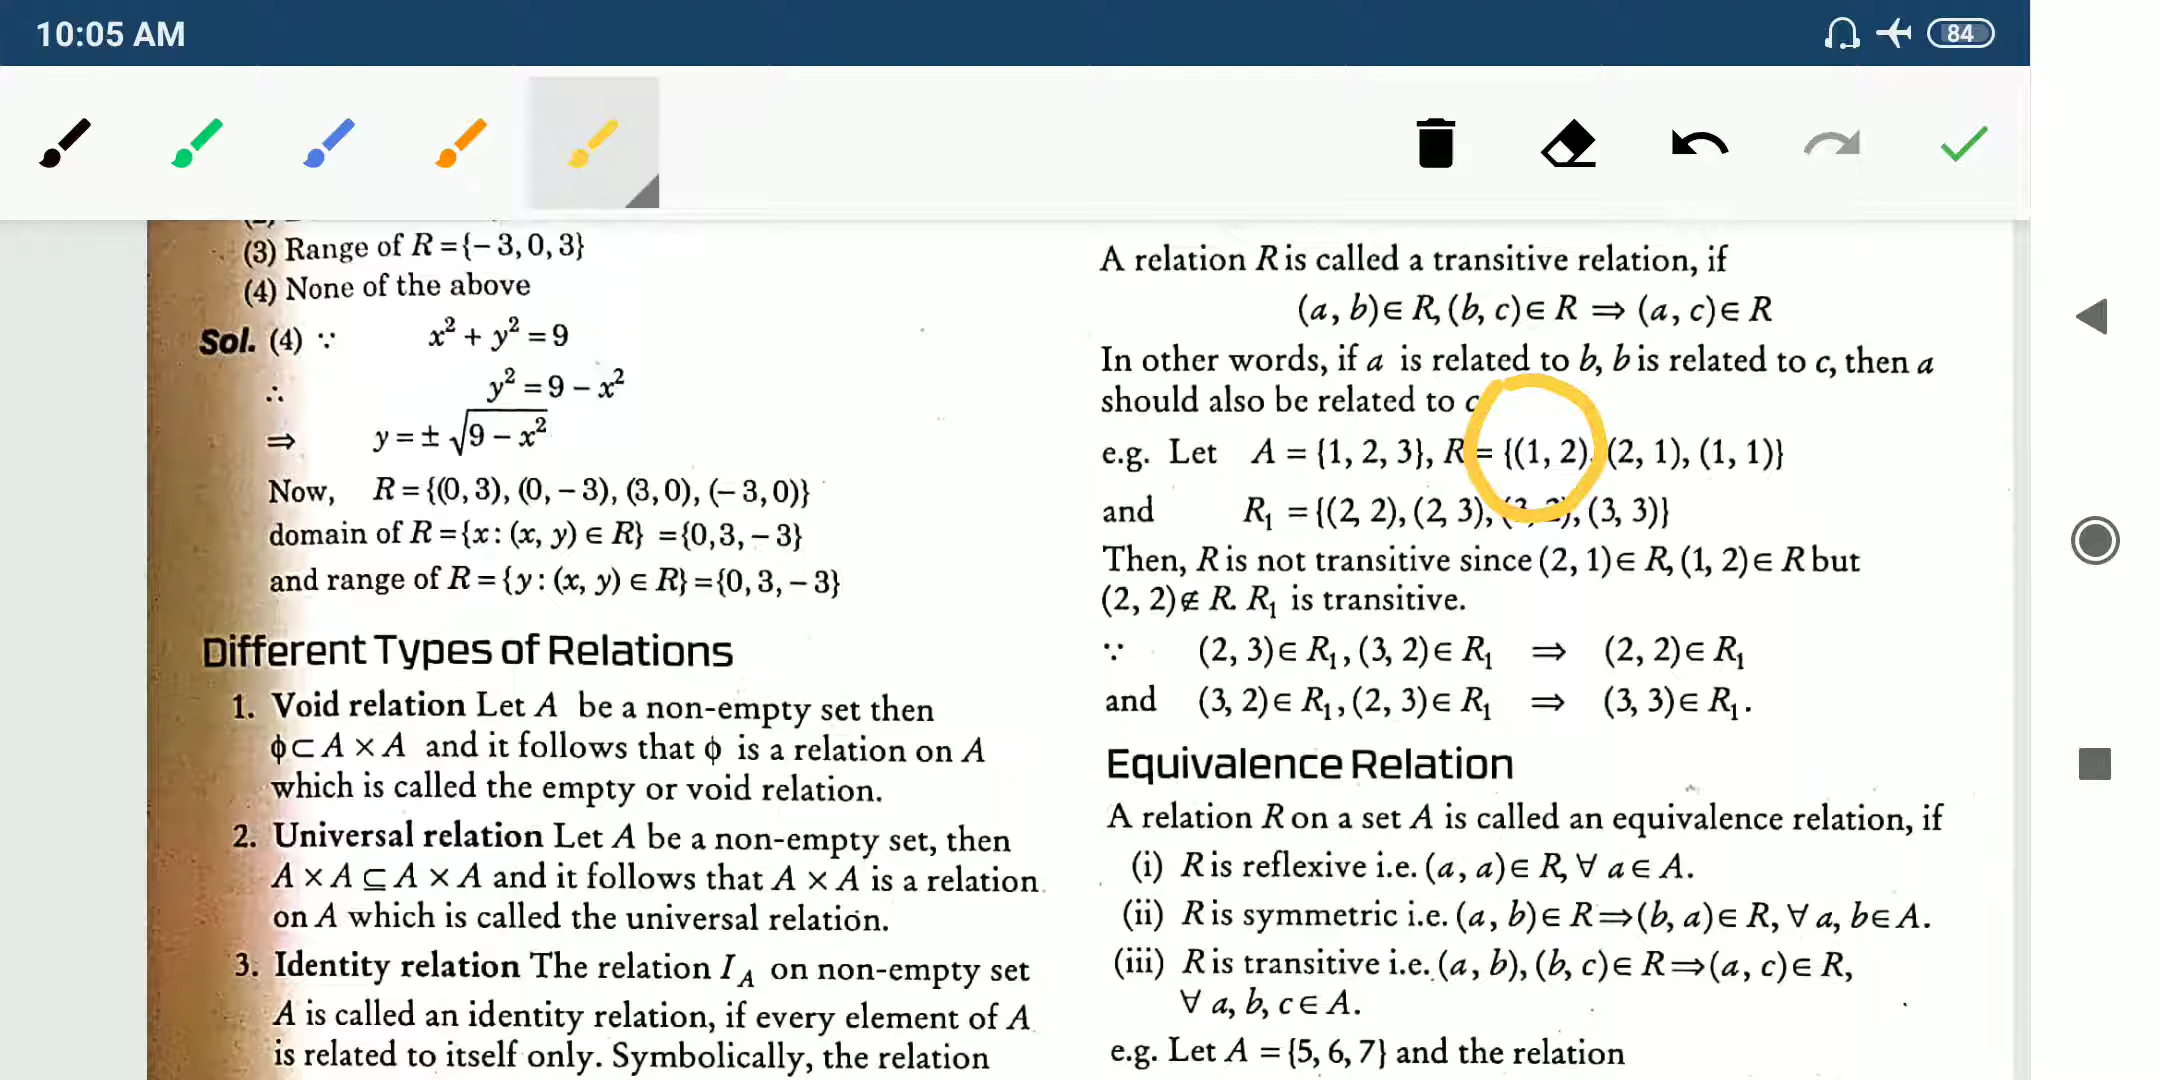 10:05 AM
84
(3) Range of R = {– 3, 0, 3}
(4) None of the above
Sol. (4) ∵ x² + y² = 9
∴ y² = 9 – x²
⇒ y = ± √(9 – x²)
Now, R = {(0, 3), (0, – 3), (3, 0), (– 3, 0)}
domain of R = {x : (x, y) ∈ R} = {0, 3, – 3}
and range of R = {y : (x, y) ∈ R} = {0, 3, – 3}
Different Types of Relations
1. Void relation Let A be a non-empty set then
ϕ ⊂ A × A and it follows that ϕ is a relation on A
which is called the empty or void relation.
2. Universal relation Let A be a non-empty set, then
A × A ⊆ A × A and it follows that A × A is a relation
on A which is called the universal relation.
3. Identity relation The relation I_A on non-empty set
A is called an identity relation, if every element of A
is related to itself only. Symbolically, the relation
A relation R is called a transitive relation, if
(a, b) ∈ R, (b, c) ∈ R ⇒ (a, c) ∈ R
In other words, if a is related to b, b is related to c, then a
should also be related to c
e.g. Let A = {1, 2, 3}, R = {(1, 2), (2, 1), (1, 1)}
and R₁ = {(2, 2), (2, 3), (3, 2), (3, 3)}
Then, R is not transitive since (2, 1) ∈ R, (1, 2) ∈ R but
(2, 2) ∉ R. R₁ is transitive.
∵ (2, 3) ∈ R₁, (3, 2) ∈ R₁ ⇒ (2, 2) ∈ R₁
and (3, 2) ∈ R₁, (2, 3) ∈ R₁ ⇒ (3, 3) ∈ R₁.
Equivalence Relation
A relation R on a set A is called an equivalence relation, if
(i) R is reflexive i.e. (a, a) ∈ R, ∀ a ∈ A.
(ii) R is symmetric i.e. (a, b) ∈ R ⇒ (b, a) ∈ R, ∀ a, b ∈ A.
(iii) R is transitive i.e. (a, b), (b, c) ∈ R ⇒ (a, c) ∈ R,
∀ a, b, c ∈ A.
e.g. Let A = {5, 6, 7} and the relation